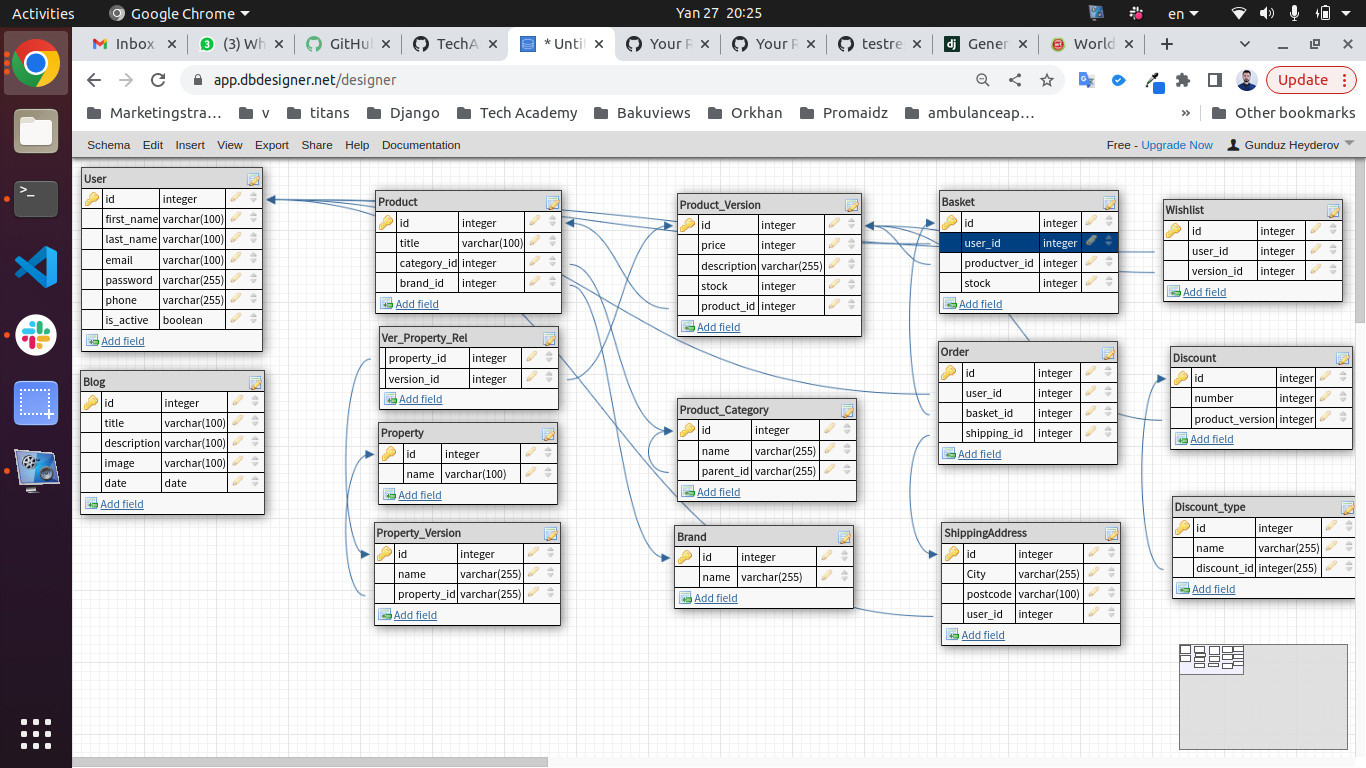 Activities
Google Chrome
Yan 27 20:25
en
Inbox
(3) Wh
GitHu
TechA
* Unti
Your R
Your P
testre
dj
Gener
World
app.dbdesigner.net/designer
Update
Marketingstra...
v
titans
Django
Tech Academy
Bakuviews
Orkhan
Promaidz
ambulanceap...
»
Other bookmarks
Schema Edit Insert View Export Share Help Documentation
Free - Upgrade Now
Gunduz Heyderov
User
id integer
first_name varchar(100)
last_name varchar(100)
email varchar(100)
password varchar(255)
phone varchar(255)
is_active boolean
Add field
Blog
id integer
title varchar(100)
description varchar(100)
image varchar(100)
date date
Add field
Product
id integer
title varchar(100)
category_id integer
brand_id integer
Add field
Ver_Property_Rel
property_id integer
version_id integer
Add field
Property
id integer
name varchar(100)
Add field
Property_Version
id integer
name varchar(255)
property_id varchar(255)
Add field
Product_Version
id integer
price integer
description varchar(255)
stock integer
product_id integer
Add field
Product_Category
id integer
name varchar(255)
parent_id varchar(255)
Add field
Brand
id integer
name varchar(255)
Add field
Basket
id integer
user_id integer
productver_id integer
stock integer
Add field
Order
id integer
user_id integer
basket_id integer
shipping_id integer
Add field
ShippingAddress
id integer
City varchar(255)
postcode varchar(100)
user_id integer
Add field
Wishlist
id integer
user_id integer
version_id integer
Add field
Discount
id integer
number integer
product_version integer
Add field
Discount_type
id integer
name varchar(255)
discount_id integer(255)
Add field